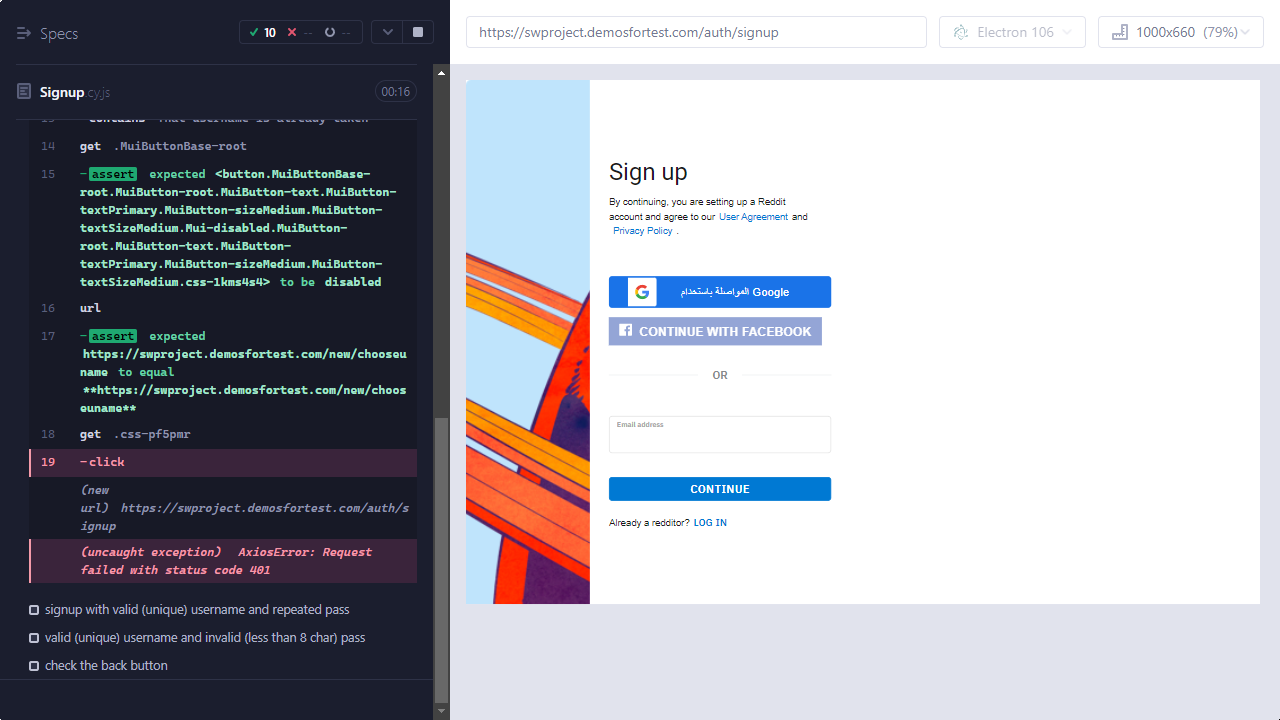 Specs
10
--
--
Signup.cy.js
00:16
13 -contains That username is already taken
14 get .MuiButtonBase-root
15 -assert expected <button.MuiButtonBase-
root.MuiButton-root.MuiButton-text.MuiButton-
textPrimary.MuiButton-sizeMedium.MuiButton-
textSizeMedium.Mui-disabled.MuiButton-
root.MuiButton-text.MuiButton-
textPrimary.MuiButton-sizeMedium.MuiButton-
textSizeMedium.css-1kms4s4> to be disabled
16 url
17 -assert expected
https://swproject.demosfortest.com/new/chooseu
name to equal
**https://swproject.demosfortest.com/new/choos
euname**
18 get .css-pf5pmr
19 -click
(new
url) https://swproject.demosfortest.com/auth/s
ignup
(uncaught exception) AxiosError: Request
failed with status code 401
signup with valid (unique) username and repeated pass
valid (unique) username and invalid (less than 8 char) pass
check the back button
https://swproject.demosfortest.com/auth/signup
Electron 106
1000x660 (79%)
Sign up
By continuing, you are setting up a Reddit
account and agree to our User Agreement and
Privacy Policy .
المواصلة باستخدام Google
CONTINUE WITH FACEBOOK
OR
Email address
CONTINUE
Already a redditor? LOG IN